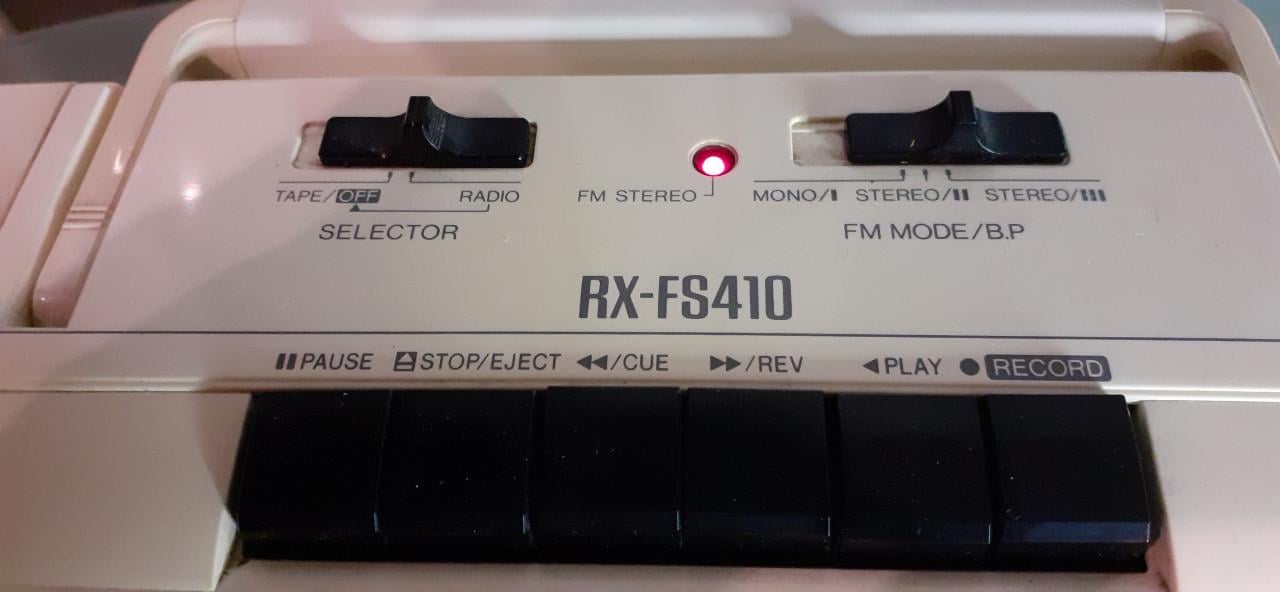 TAPE/OFF RADIO
SELECTOR
FM STEREO
MONO/I STEREO/II STEREO/III
FM MODE/B.P
RX-FS410
⏸PAUSE ⏏STOP/EJECT ◀◀/CUE ▶▶/REV ◀PLAY ●RECORD